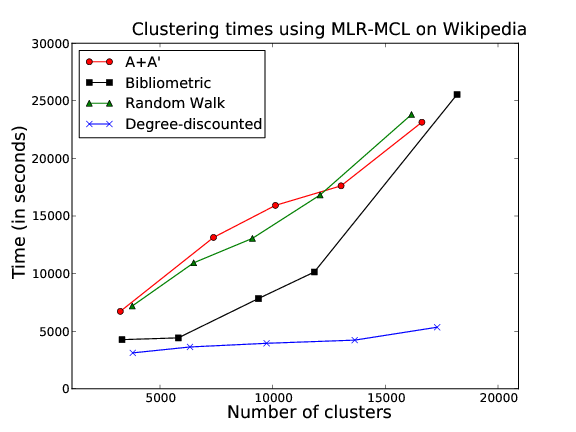 Clustering times using MLR-MCL on Wikipedia
30000
25000
20000
15000
10000
5000
0
Time (in seconds)
A+A'
Bibliometric
Random Walk
Degree-discounted
5000 10000 15000 20000
Number of clusters